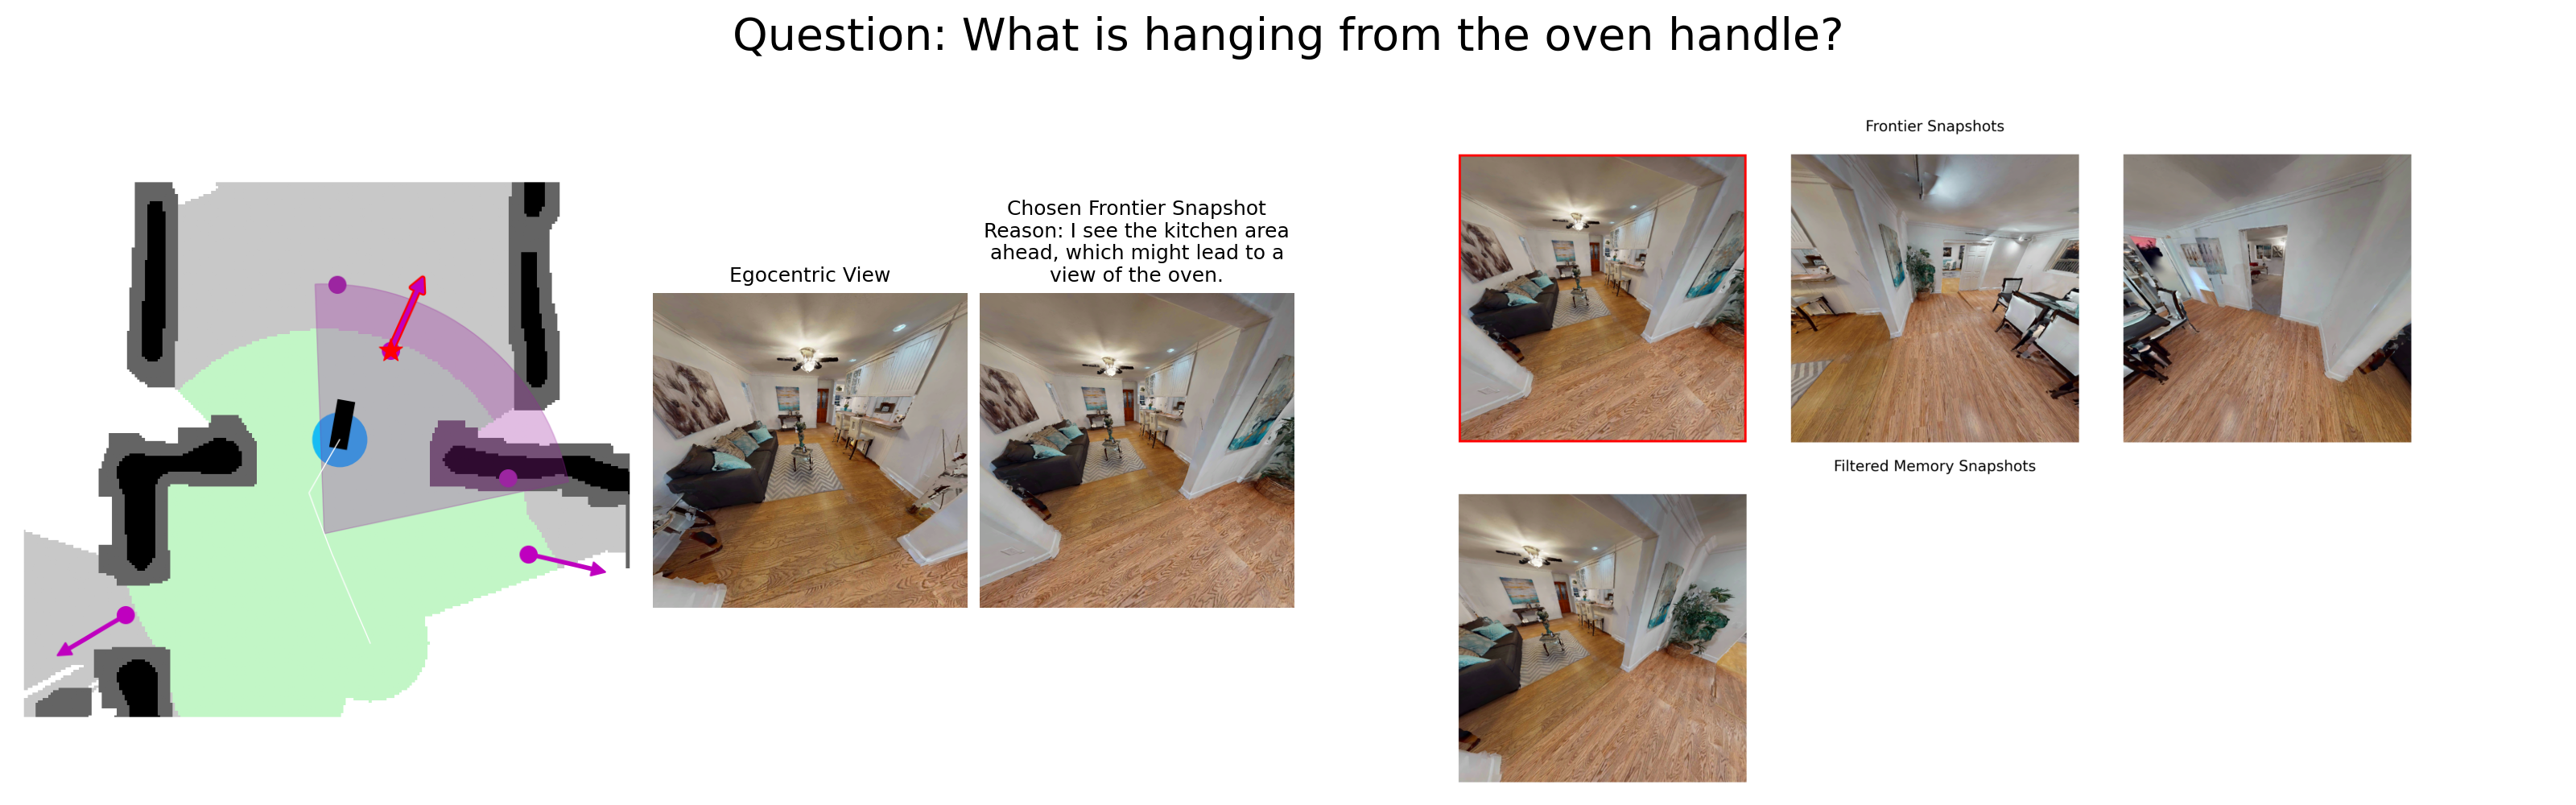 Question: What is hanging from the oven handle?
Frontier Snapshots
Chosen Frontier Snapshot
Reason: I see the kitchen area
ahead, which might lead to a
view of the oven.
Egocentric View
Filtered Memory Snapshots